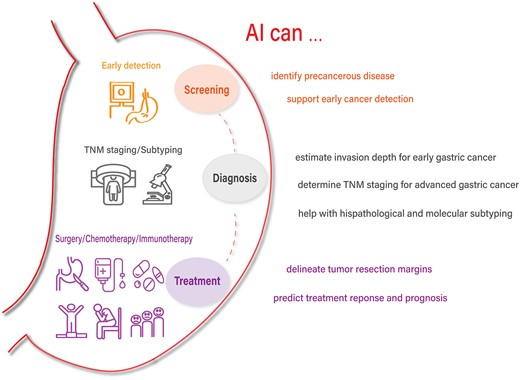 AI can ...
Early detection
Screening
identify precancerous disease
support early cancer detection
TNM staging/Subtyping
Diagnosis
estimate invasion depth for early gastric cancer
determine TNM staging for advanced gastric cancer
help with hispathological and molecular subtyping
Surgery/Chemotherapy/Immunotherapy
Treatment
delineate tumor resection margins
predict treatment reponse and prognosis